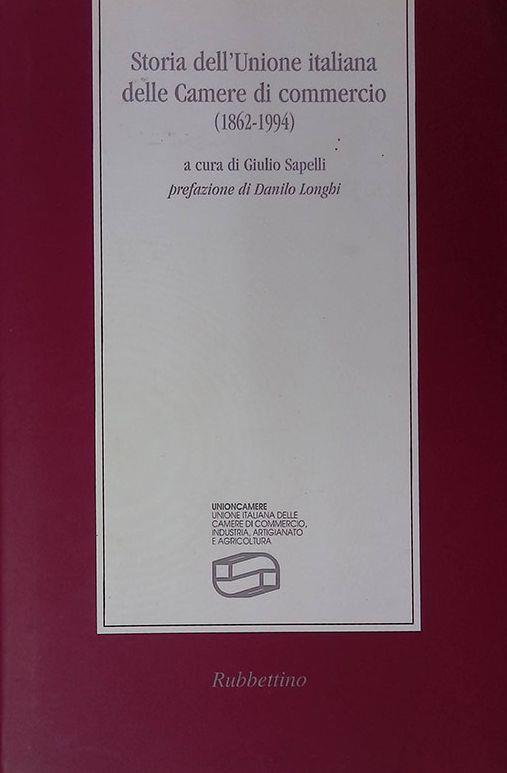 Storia dell'Unione italiana
delle Camere di commercio
(1862-1994)
a cura di Giulio Sapelli
prefazione di Danilo Longhi
UNIONCAMERE
UNIONE ITALIANA DELLE
CAMERE DI COMMERCIO,
INDUSTRIA, ARTIGIANATO
E AGRICOLTURA
Rubbettino